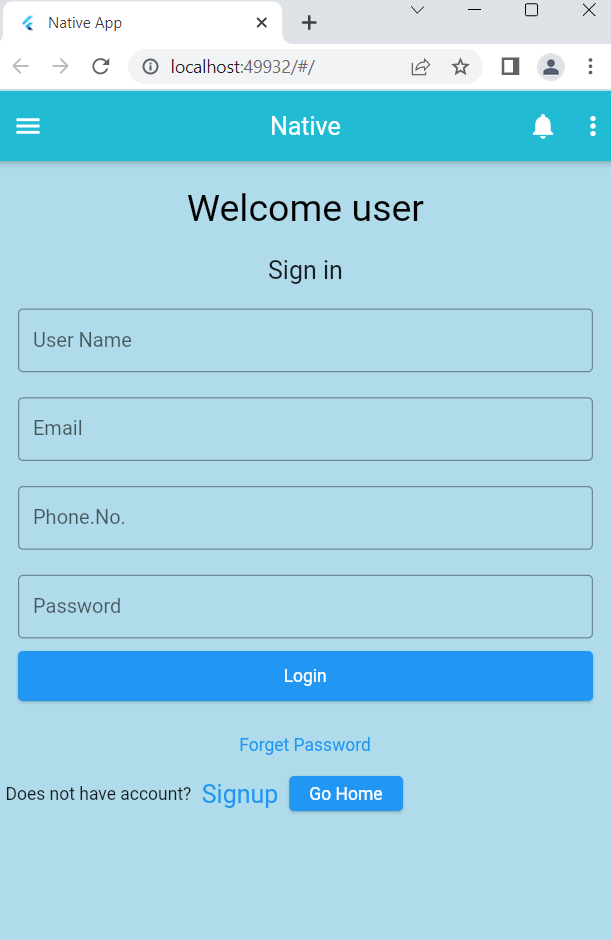 Native App
localhost:49932/#/
Native
Welcome user
Sign in
User Name
Email
Phone.No.
Password
Login
Forget Password
Does not have account? Signup Go Home